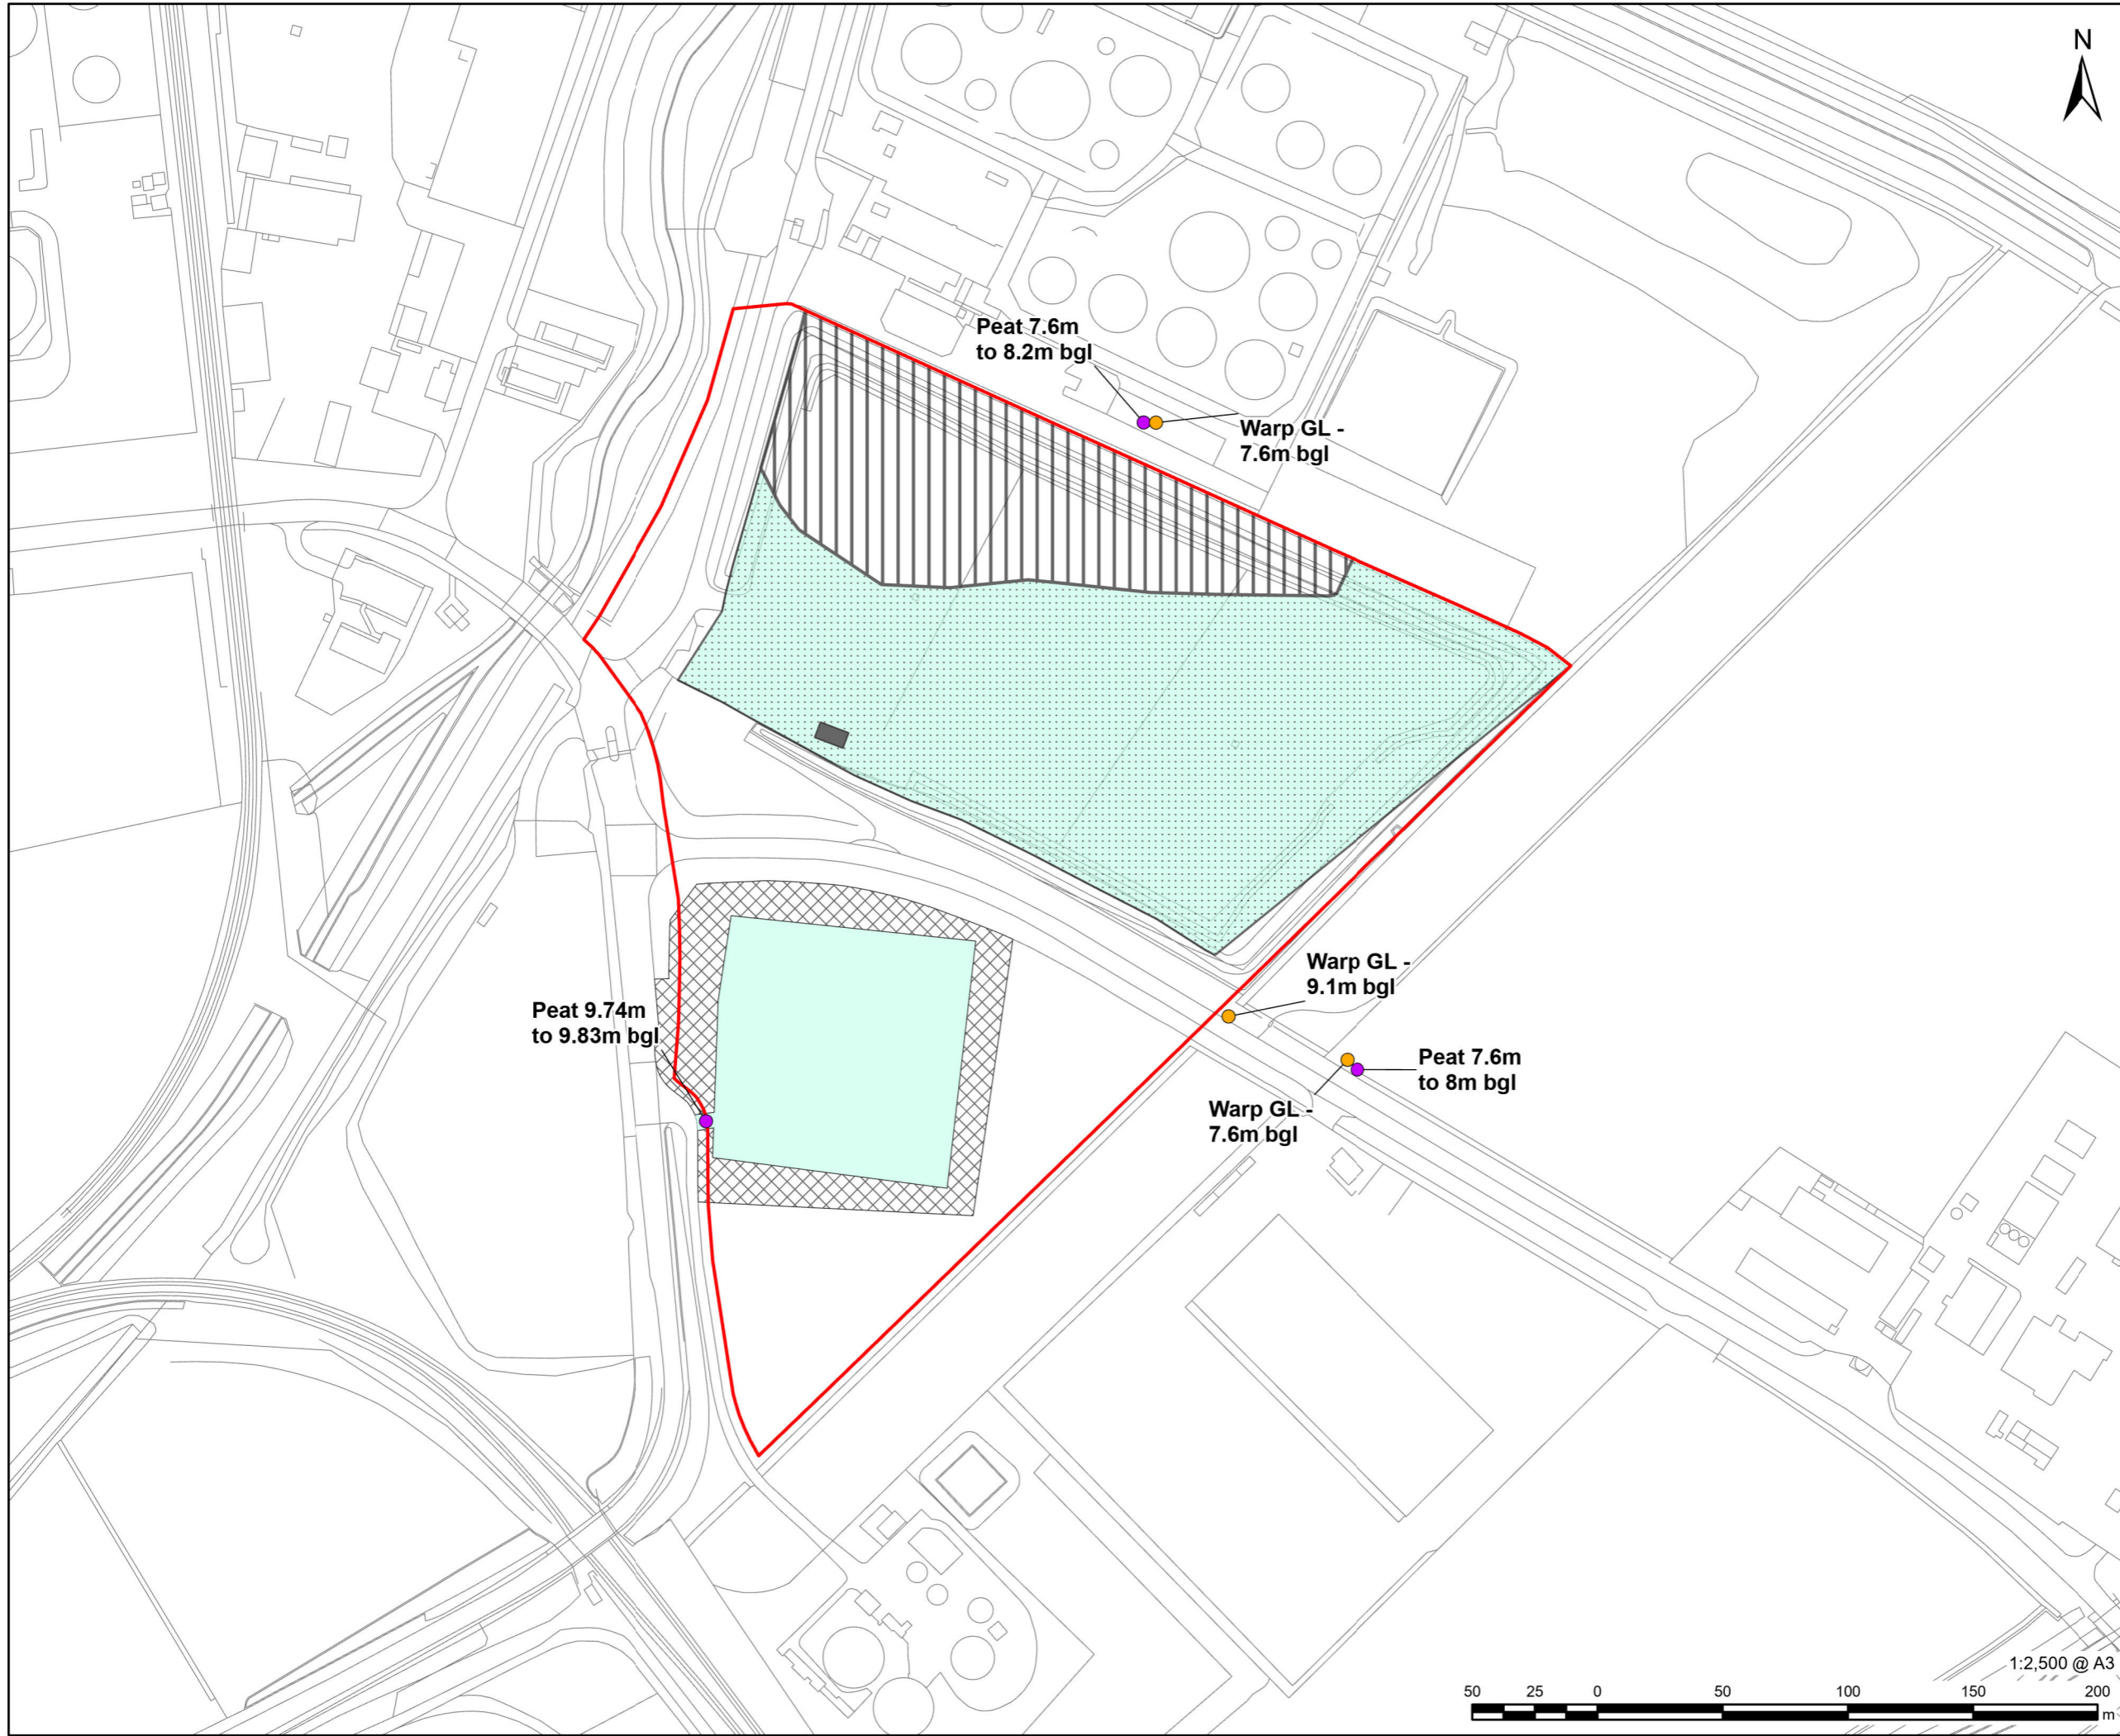 N
Peat 7.6m
to 8.2m bgl
Warp GL -
7.6m bgl
Warp GL -
9.1m bgl
Peat 9.74m
to 9.83m bgl
Peat 7.6m
to 8m bgl
Warp GL -
7.6m bgl
1:2,500 @ A3
50 25 0 50 100 150 200
m